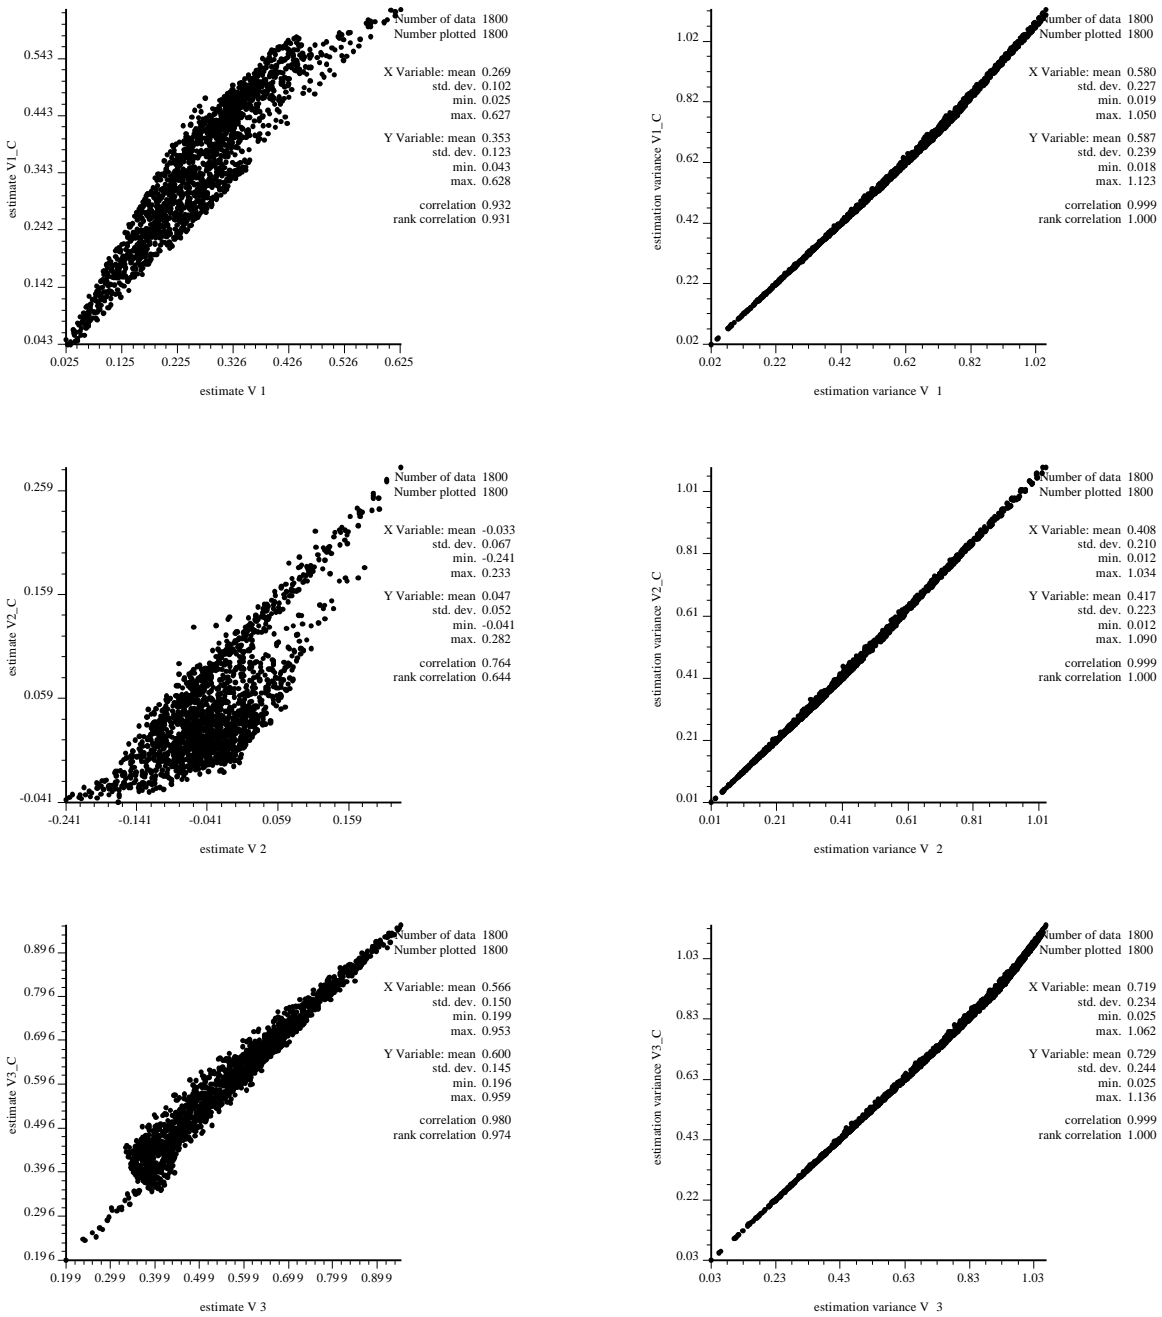 Number of data 1800
Number plotted 1800
X Variable: mean 0.269
std. dev. 0.102
min. 0.025
max. 0.627
Y Variable: mean 0.353
std. dev. 0.123
min. 0.043
max. 0.628
correlation 0.932
rank correlation 0.931
estimate V1_C
0.543
0.443
0.343
0.242
0.142
0.043
0.025 0.125 0.225 0.326 0.426 0.526 0.625
estimate V 1
Number of data 1800
Number plotted 1800
X Variable: mean 0.580
std. dev. 0.227
min. 0.019
max. 1.050
Y Variable: mean 0.587
std. dev. 0.239
min. 0.018
max. 1.123
correlation 0.999
rank correlation 1.000
estimation variance V1_C
1.02
0.82
0.62
0.42
0.22
0.02
0.02 0.22 0.42 0.62 0.82 1.02
estimation variance V 1
Number of data 1800
Number plotted 1800
X Variable: mean -0.033
std. dev. 0.067
min. -0.241
max. 0.233
Y Variable: mean 0.047
std. dev. 0.052
min. -0.041
max. 0.282
correlation 0.764
rank correlation 0.644
estimate V2_C
0.259
0.159
0.059
-0.041
-0.241 -0.141 -0.041 0.059 0.159
estimate V 2
Number of data 1800
Number plotted 1800
X Variable: mean 0.408
std. dev. 0.210
min. 0.012
max. 1.034
Y Variable: mean 0.417
std. dev. 0.223
min. 0.012
max. 1.090
correlation 0.999
rank correlation 1.000
estimation variance V2_C
1.01
0.81
0.61
0.41
0.21
0.01
0.01 0.21 0.41 0.61 0.81 1.01
estimation variance V 2
Number of data 1800
Number plotted 1800
X Variable: mean 0.566
std. dev. 0.150
min. 0.199
max. 0.953
Y Variable: mean 0.600
std. dev. 0.145
min. 0.196
max. 0.959
correlation 0.980
rank correlation 0.974
estimate V3_C
0.896
0.796
0.696
0.596
0.496
0.396
0.296
0.196
0.199 0.299 0.399 0.499 0.599 0.699 0.799 0.899
estimate V 3
Number of data 1800
Number plotted 1800
X Variable: mean 0.719
std. dev. 0.234
min. 0.025
max. 1.062
Y Variable: mean 0.729
std. dev. 0.244
min. 0.025
max. 1.136
correlation 0.999
rank correlation 1.000
estimation variance V3_C
1.03
0.83
0.63
0.43
0.22
0.03
0.03 0.23 0.43 0.63 0.83 1.03
estimation variance V 3